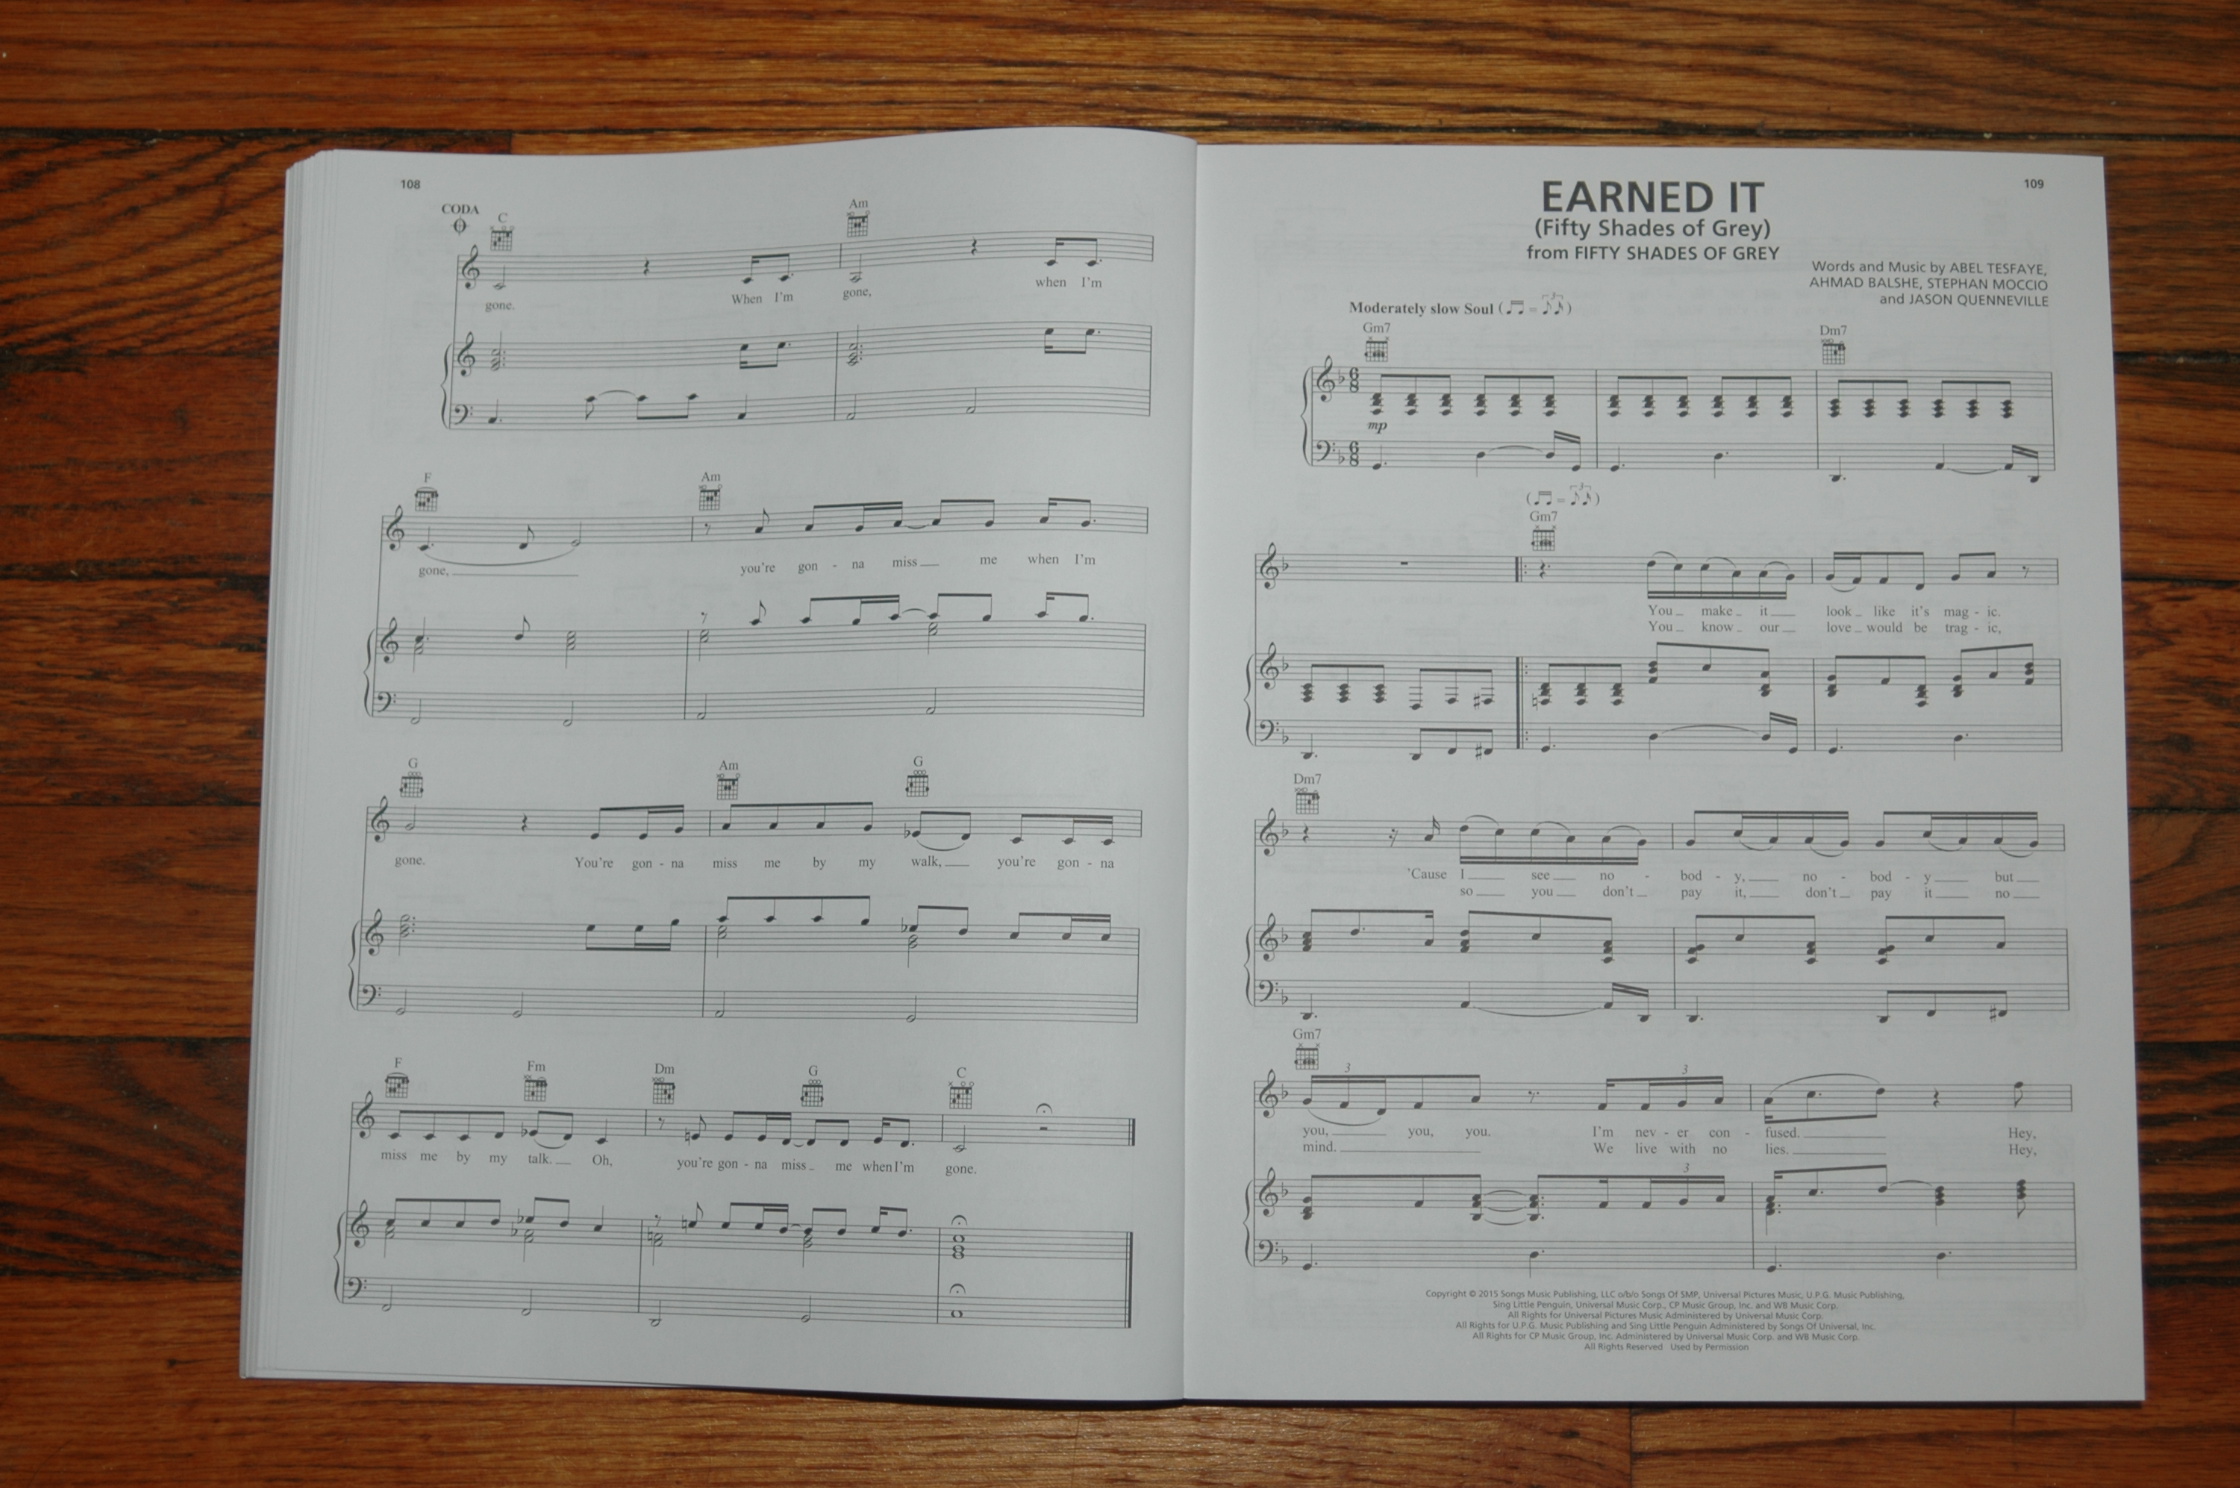 108
CODA
C Am
gone. When I'm gone, when I'm
F Am
gone, you're gon - na miss me when I'm
G Am G
gone. You're gon - na miss me by my walk, you're gon - na
F Fm Dm G C
miss me by my talk. Oh, you're gon - na miss me when I'm gone.
109
EARNED IT
(Fifty Shades of Grey)
from FIFTY SHADES OF GREY
Words and Music by ABEL TESFAYE,
AHMAD BALSHE, STEPHAN MOCCIO
and JASON QUENNEVILLE
Moderately slow Soul
Gm7 Dm7
mp
Gm7
You make it look like it's mag - ic.
You know our love would be trag - ic,
Dm7
'Cause I see no - bod - y, no - bod - y but
so you don't pay it, don't pay it no
Gm7
you, you, you. I'm nev - er con - fused. Hey,
mind. We live with no lies. Hey,
Copyright © 2015 Songs Music Publishing, LLC o/b/o Songs Of SMP, Universal Pictures Music, U.P.G. Music Publishing,
Sing Little Penguin, Universal Music Corp., CP Music Group, Inc. and WB Music Corp.
All Rights for Universal Pictures Music Administered by Universal Music Corp.
All Rights for U.P.G. Music Publishing and Sing Little Penguin Administered by Songs Of Universal, Inc.
All Rights for CP Music Group, Inc. Administered by Universal Music Corp. and WB Music Corp.
All Rights Reserved Used by Permission